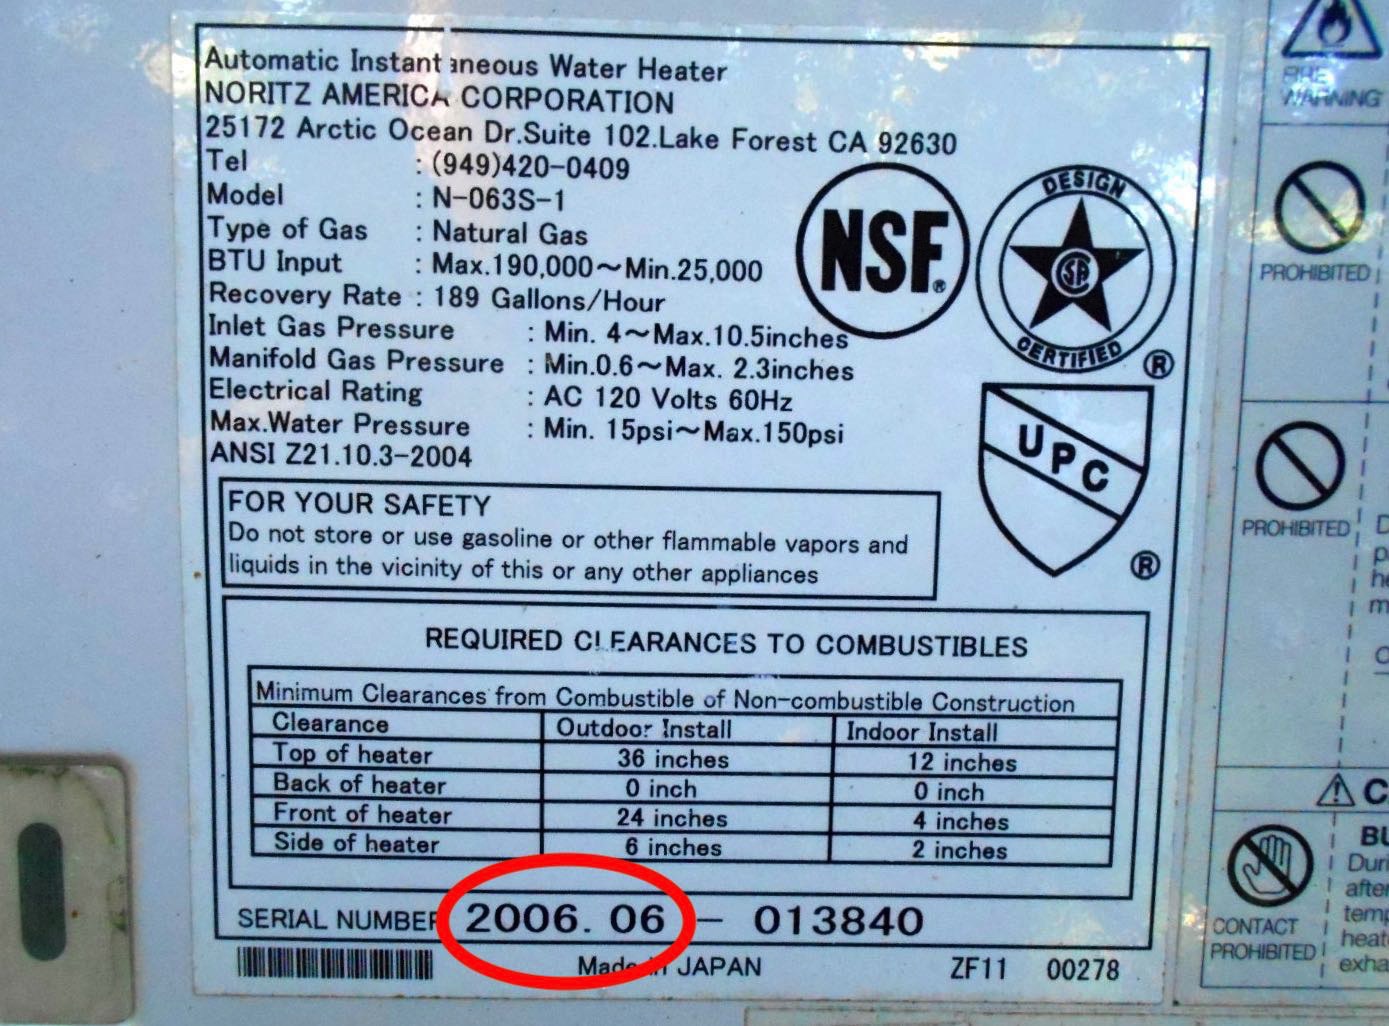 Automatic Instantaneous Water Heater
NORITZ AMERICA CORPORATION
25172 Arctic Ocean Dr.Suite 102.Lake Forest CA 92630
Tel : (949)420-0409
Model : N-063S-1
Type of Gas : Natural Gas
BTU Input : Max.190,000~Min.25,000
Recovery Rate : 189 Gallons/Hour
Inlet Gas Pressure : Min. 4~Max.10.5inches
Manifold Gas Pressure : Min.0.6~Max. 2.3inches
Electrical Rating : AC 120 Volts 60Hz
Max.Water Pressure : Min. 15psi~Max.150psi
ANSI Z21.10.3-2004
NSF®
DESIGN
CERTIFIED
®
UPC
®
FOR YOUR SAFETY
Do not store or use gasoline or other flammable vapors and
liquids in the vicinity of this or any other appliances
REQUIRED CLEARANCES TO COMBUSTIBLES
Minimum Clearances from Combustible of Non-combustible Construction
Clearance Outdoor Install Indoor Install
Top of heater 36 inches 12 inches
Back of heater 0 inch 0 inch
Front of heater 24 inches 4 inches
Side of heater 6 inches 2 inches
SERIAL NUMBER 2006. 06 - 013840
Made in JAPAN ZF11 00278
FIRE
WARNING
PROHIBITED
PROHIBITED
CONTACT
PROHIBITED
after